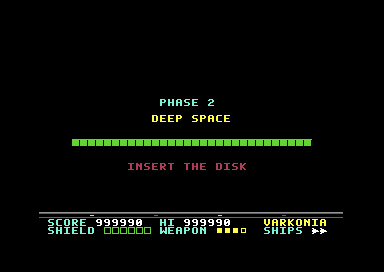 PHASE 2
DEEP SPACE
INSERT THE DISK
SCORE 999990 HI 999990 VARKONIA
SHIELD WEAPON SHIPS